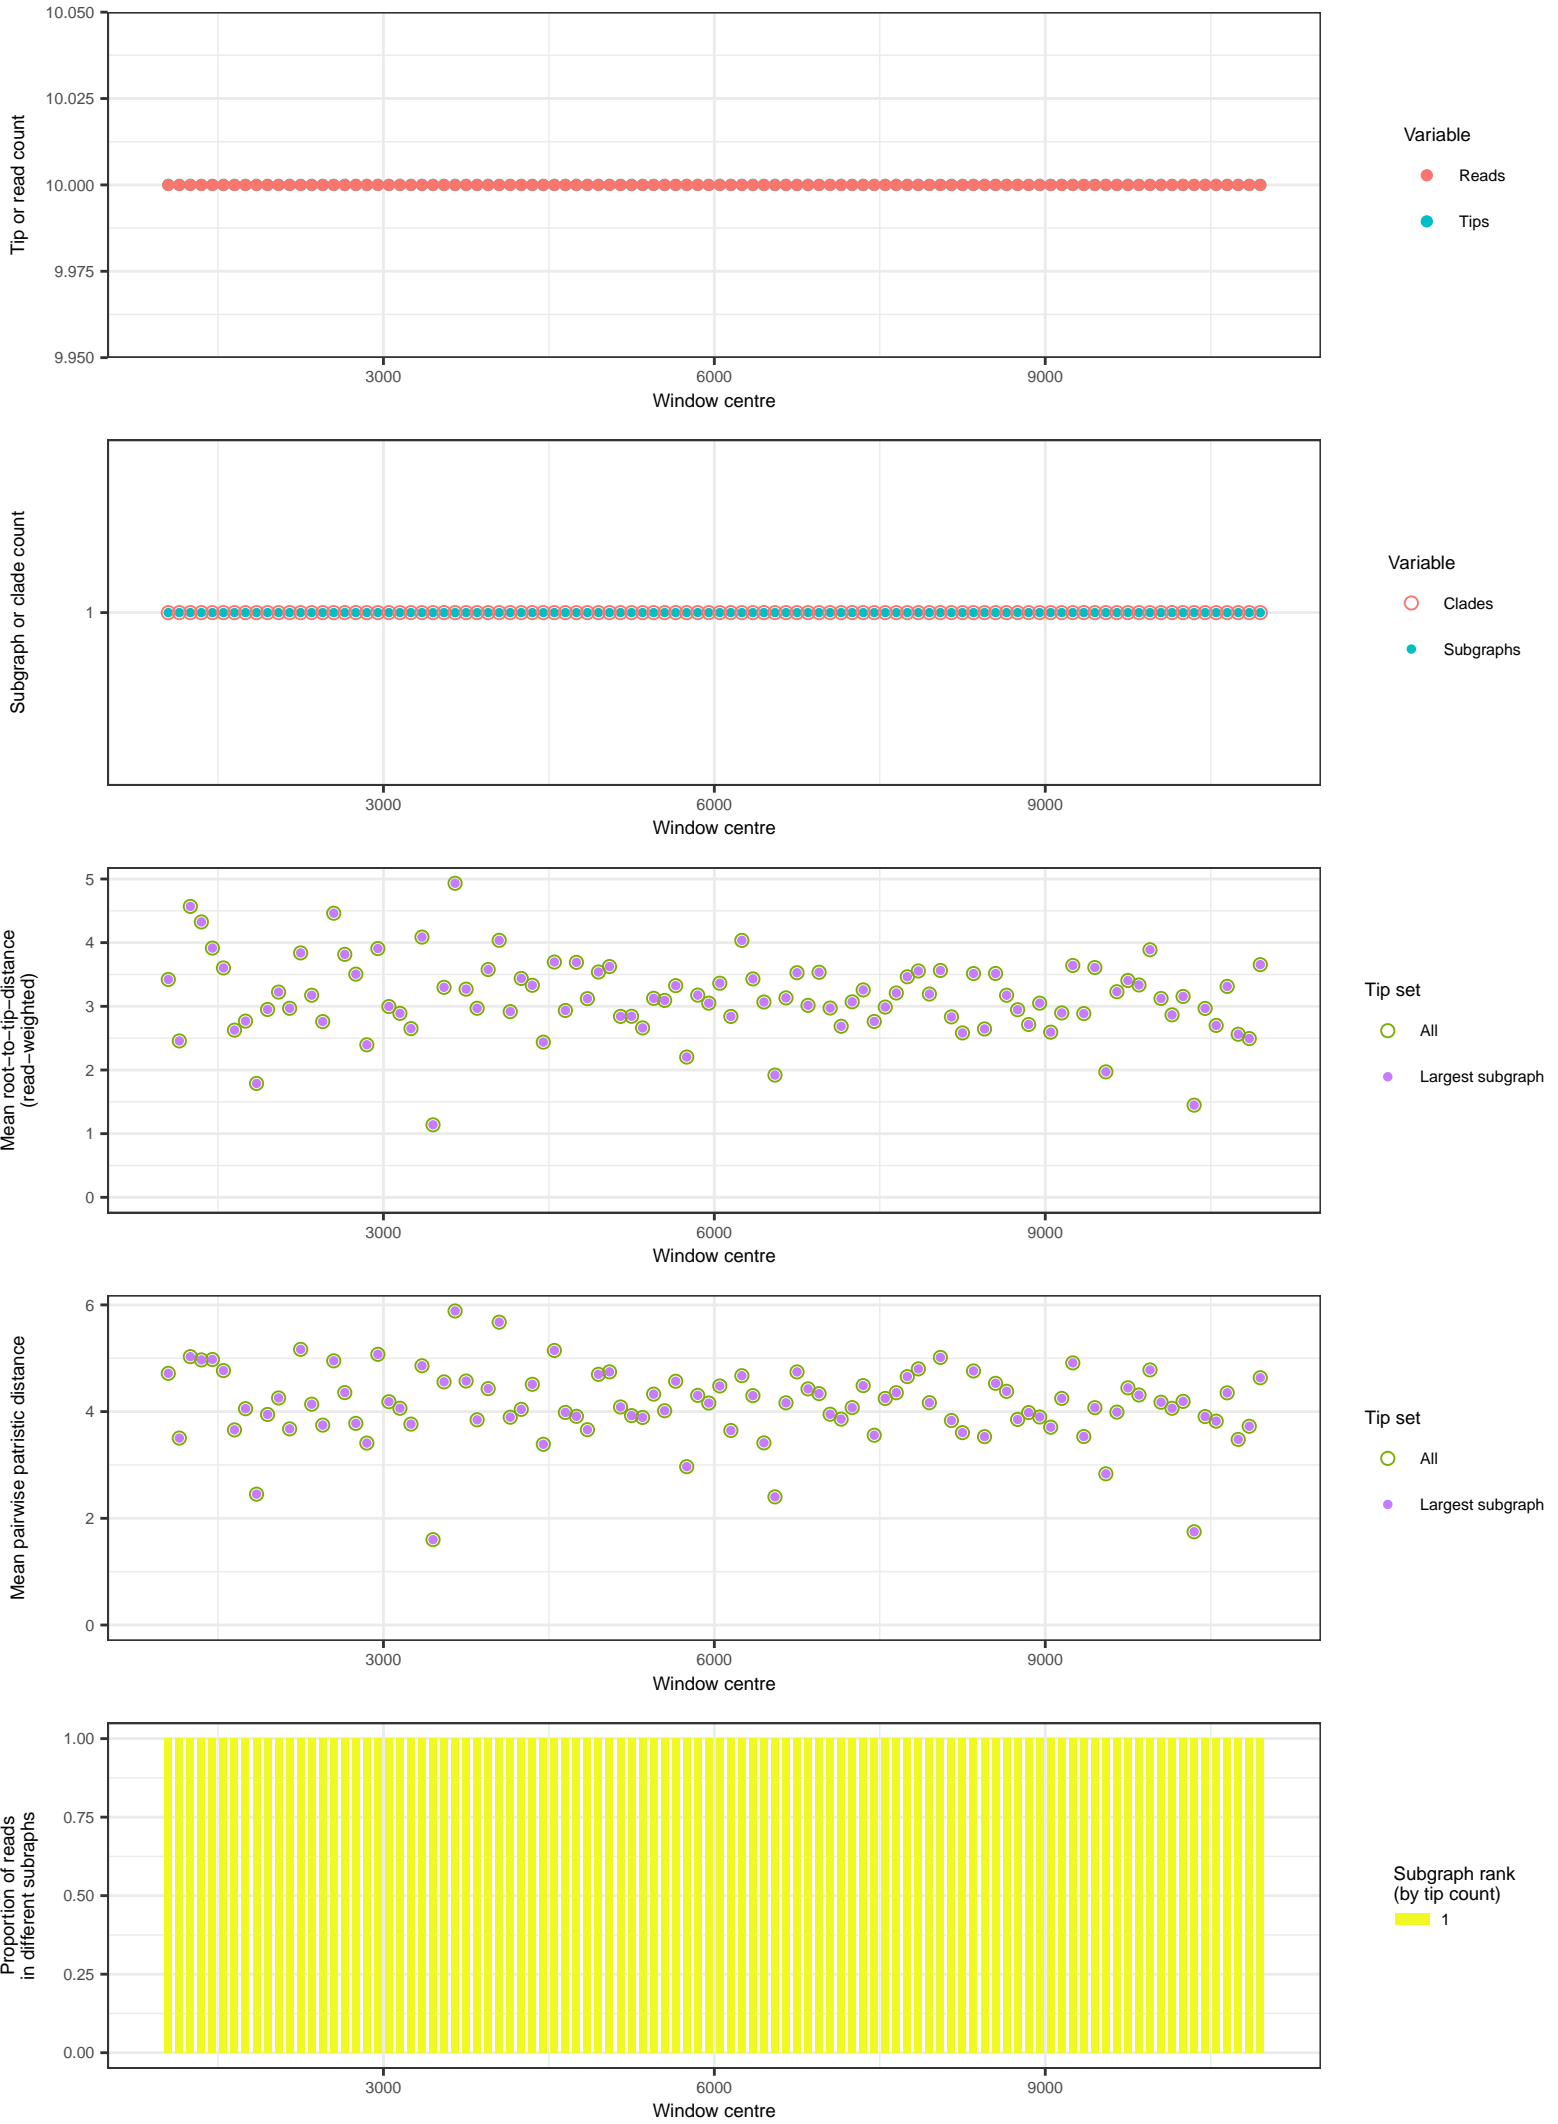 10.050
10.025
10.000
9.975
9.950
Tip or read count
3000 6000 9000
Window centre
Variable
Reads
Tips
Subgraph or clade count
1
3000 6000 9000
Window centre
Variable
Clades
Subgraphs
Mean root−to−tip−distance
(read−weighted)
5
4
3
2
1
0
3000 6000 9000
Window centre
Tip set
All
Largest subgraph
Mean pairwise patristic distance
6
4
2
0
3000 6000 9000
Window centre
Tip set
All
Largest subgraph
Proportion of reads
in different subraphs
1.00
0.75
0.50
0.25
0.00
3000 6000 9000
Window centre
Subgraph rank
(by tip count)
1